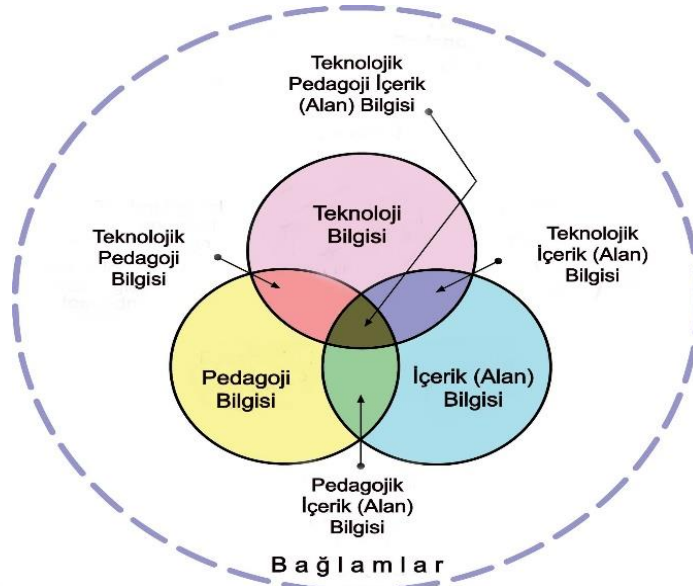 Teknolojik
Pedagoji İçerik
(Alan) Bilgisi
Teknoloji
Bilgisi
Teknolojik
Pedagoji
Bilgisi
Teknolojik
İçerik (Alan)
Bilgisi
Pedagoji
Bilgisi
İçerik (Alan)
Bilgisi
Pedagojik
İçerik (Alan)
Bilgisi
Bağlamlar